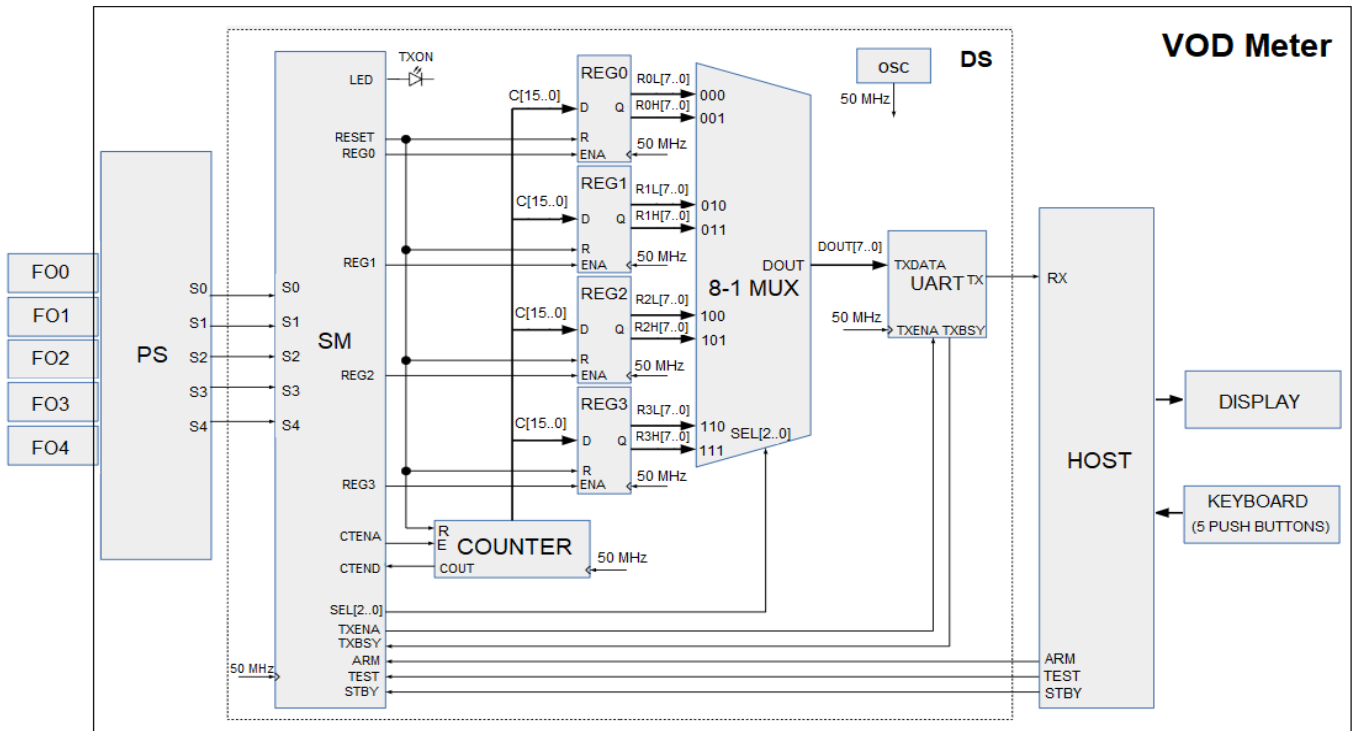 VOD Meter
DS
OSC
50 MHz
TXON
LED
RESET
REG0
REG1
REG2
REG3
CTENA
CTEND
SEL[2..0]
TXENA
TXBSY
ARM
TEST
STBY
50 MHz
SM
S0
S1
S2
S3
S4
PS
S0
S1
S2
S3
S4
FO0
FO1
FO2
FO3
FO4
C[15..0]
REG0
D Q
R
ENA
50 MHz
R0L[7..0]
R0H[7..0]
C[15..0]
REG1
D Q
R
ENA
50 MHz
R1L[7..0]
R1H[7..0]
C[15..0]
REG2
D Q
R
ENA
50 MHz
R2L[7..0]
R2H[7..0]
C[15..0]
REG3
D Q
R
ENA
50 MHz
R3L[7..0]
R3H[7..0]
R
E
COUNTER
COUT
50 MHz
000
001
010
011
100
101
110
111
DOUT
8-1 MUX
SEL[2..0]
DOUT[7..0]
TXDATA
UART TX
TXENA TXBSY
50 MHz
RX
HOST
ARM
TEST
STBY
DISPLAY
KEYBOARD
(5 PUSH BUTTONS)